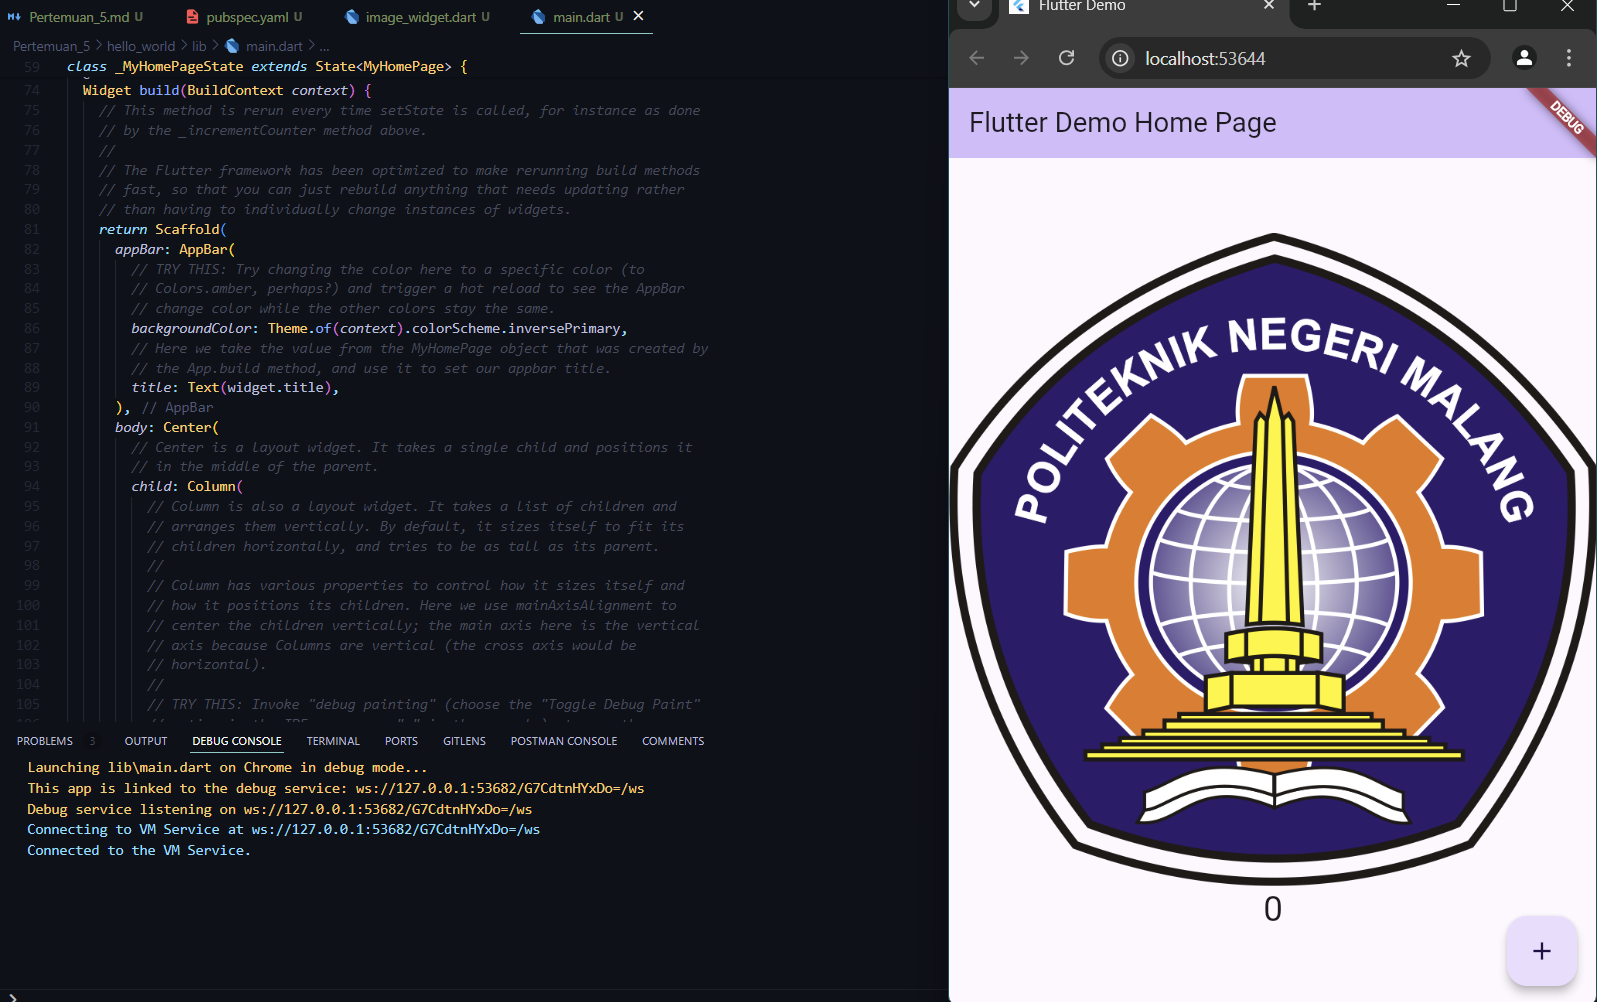 Pertemuan_5.md U
pubspec.yaml U
image_widget.dart U
main.dart U
Pertemuan_5 > hello_world > lib > main.dart > ...
59 class _MyHomePageState extends State<MyHomePage> {
74 Widget build(BuildContext context) {
75 // This method is rerun every time setState is called, for instance as done
76 // by the _incrementCounter method above.
77 //
78 // The Flutter framework has been optimized to make rerunning build methods
79 // fast, so that you can just rebuild anything that needs updating rather
80 // than having to individually change instances of widgets.
81 return Scaffold(
82 appBar: AppBar(
83 // TRY THIS: Try changing the color here to a specific color (to
84 // Colors.amber, perhaps?) and trigger a hot reload to see the AppBar
85 // change color while the other colors stay the same.
86 backgroundColor: Theme.of(context).colorScheme.inversePrimary,
87 // Here we take the value from the MyHomePage object that was created by
88 // the App.build method, and use it to set our appbar title.
89 title: Text(widget.title),
90 ), // AppBar
91 body: Center(
92 // Center is a layout widget. It takes a single child and positions it
93 // in the middle of the parent.
94 child: Column(
95 // Column is also a layout widget. It takes a list of children and
96 // arranges them vertically. By default, it sizes itself to fit its
97 // children horizontally, and tries to be as tall as its parent.
98 //
99 // Column has various properties to control how it sizes itself and
100 // how it positions its children. Here we use mainAxisAlignment to
101 // center the children vertically; the main axis here is the vertical
102 // axis because Columns are vertical (the cross axis would be
103 // horizontal).
104 //
105 // TRY THIS: Invoke "debug painting" (choose the "Toggle Debug Paint"
PROBLEMS 3 OUTPUT DEBUG CONSOLE TERMINAL PORTS GITLENS POSTMAN CONSOLE COMMENTS
Launching lib\main.dart on Chrome in debug mode...
This app is linked to the debug service: ws://127.0.0.1:53682/G7CdtnHYxDo=/ws
Debug service listening on ws://127.0.0.1:53682/G7CdtnHYxDo=/ws
Connecting to VM Service at ws://127.0.0.1:53682/G7CdtnHYxDo=/ws
Connected to the VM Service.
Flutter Demo
localhost:53644
Flutter Demo Home Page
DEBUG
POLITEKNIK NEGERI MALANG
0